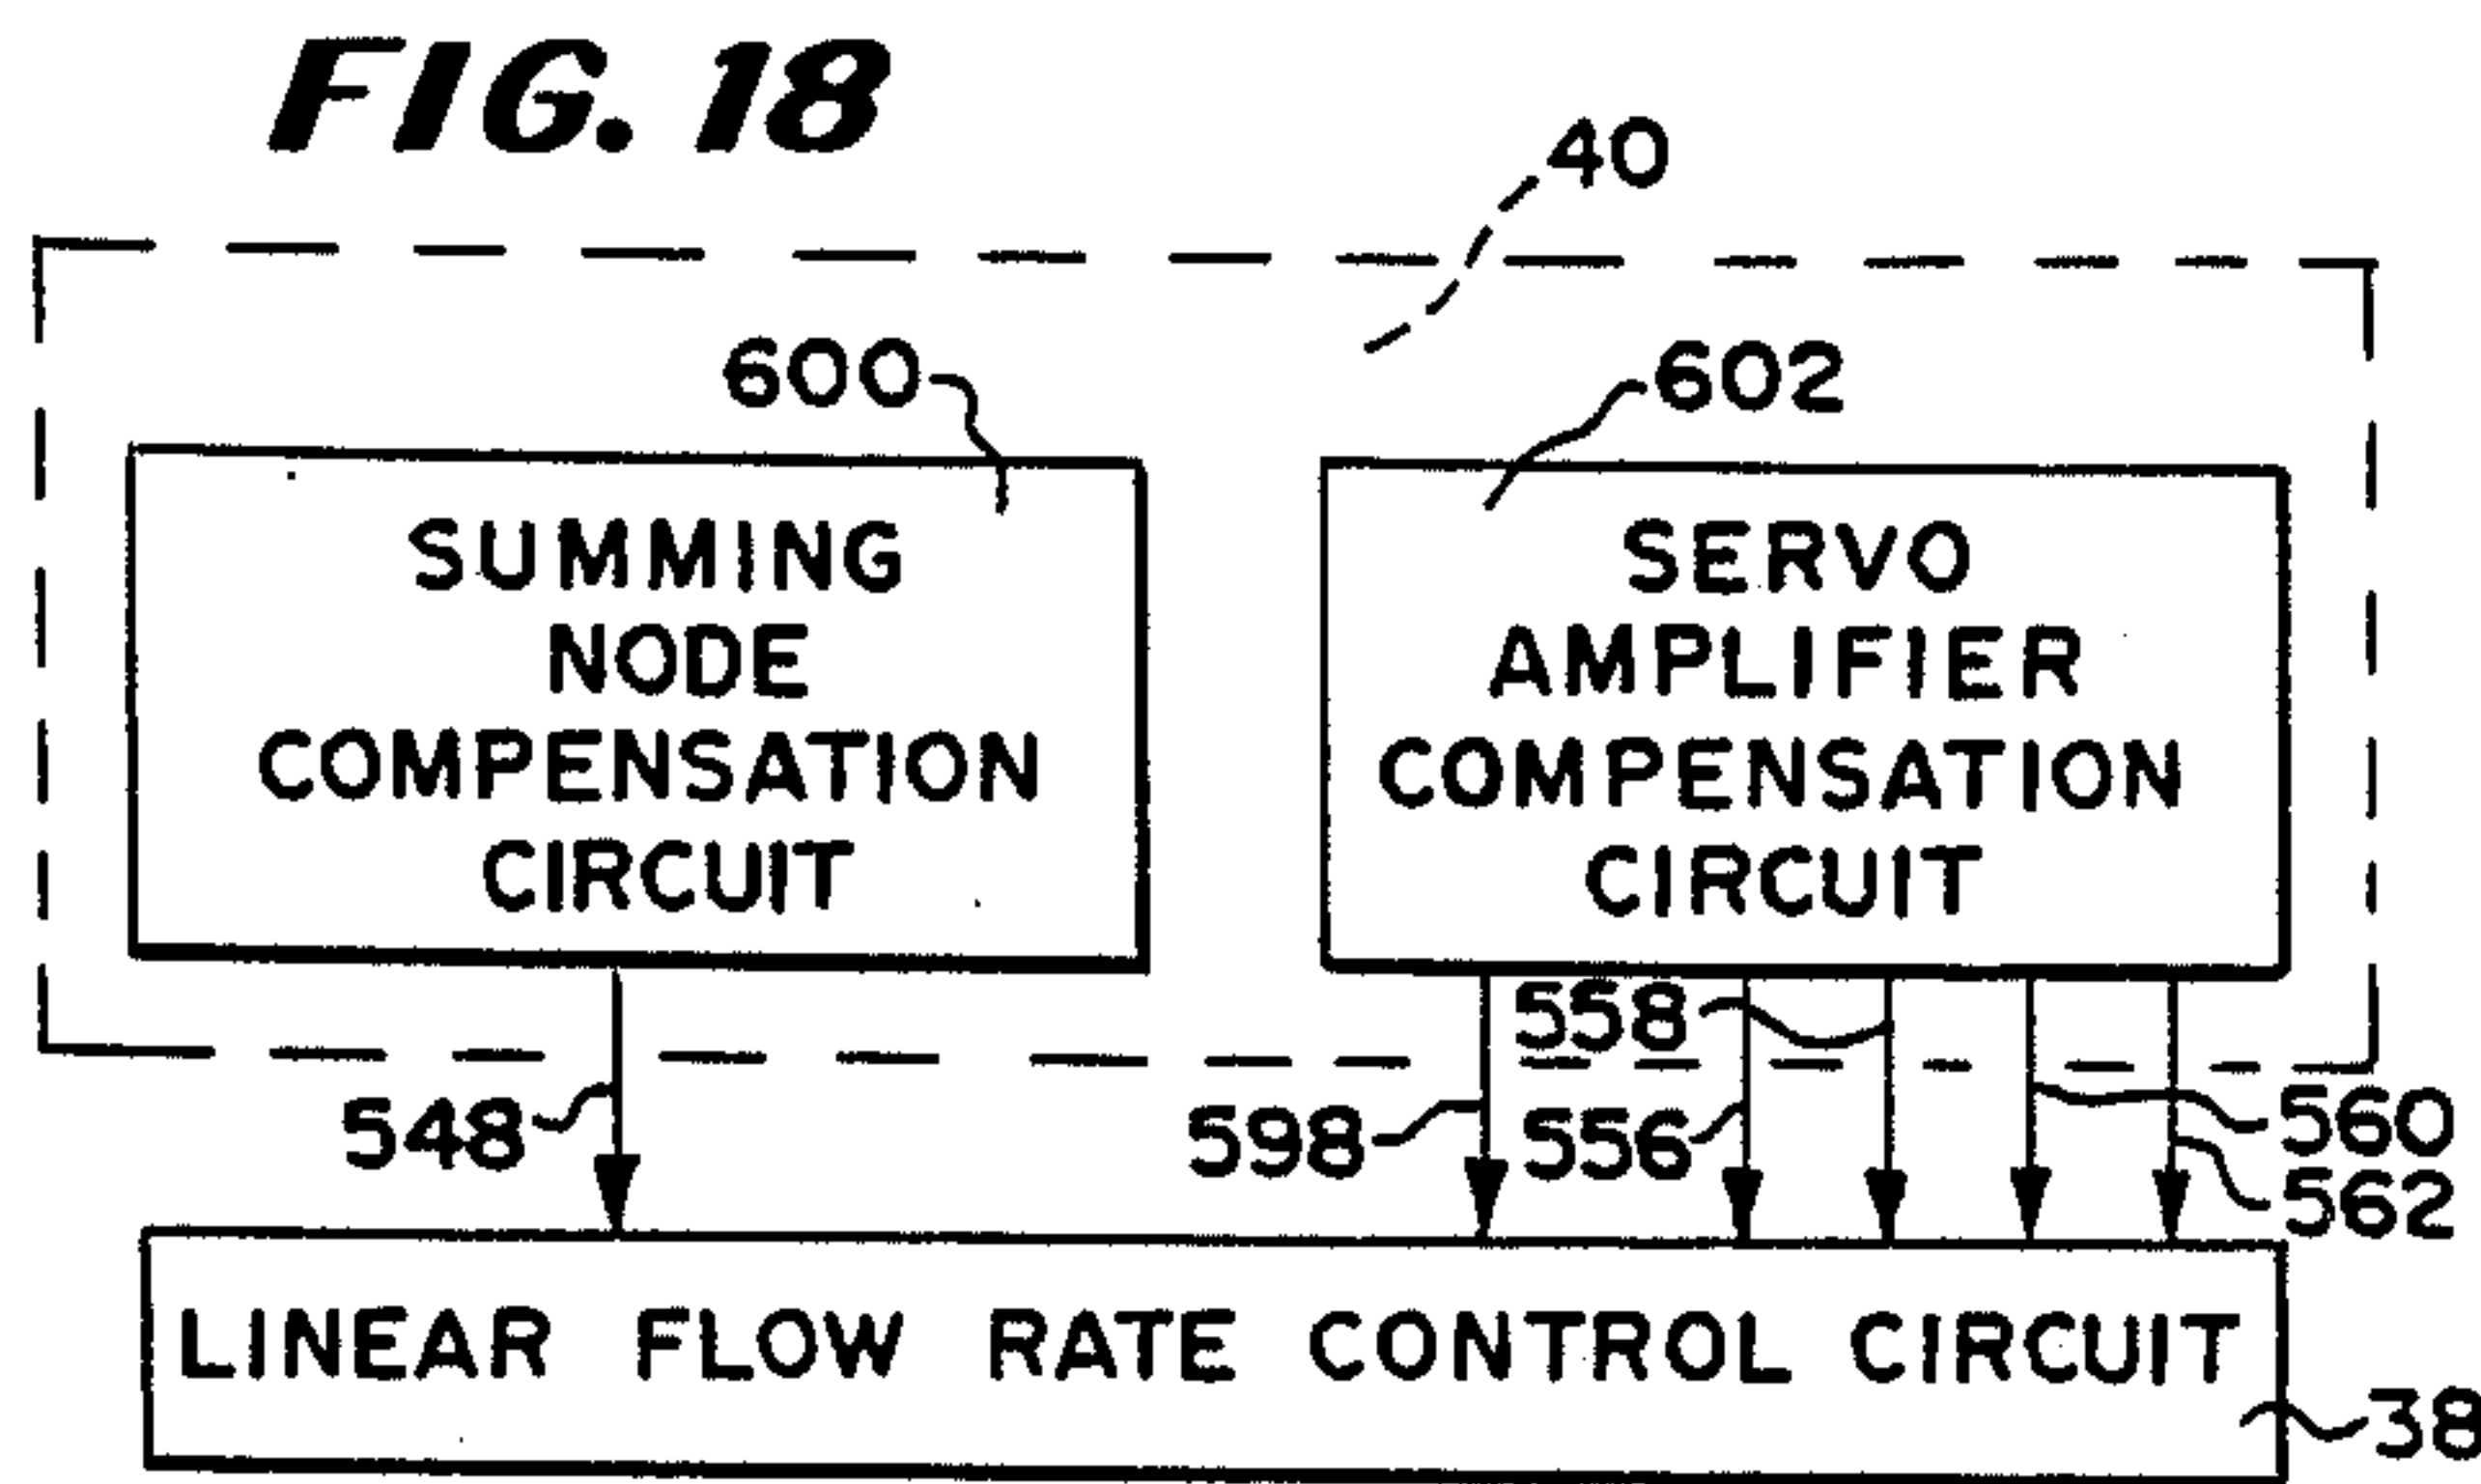 FIG. 18
40
600
602
SUMMING
NODE
COMPENSATION
CIRCUIT
SERVO
AMPLIFIER
COMPENSATION
CIRCUIT
558
548
598
556
560
562
LINEAR FLOW RATE CONTROL CIRCUIT
38